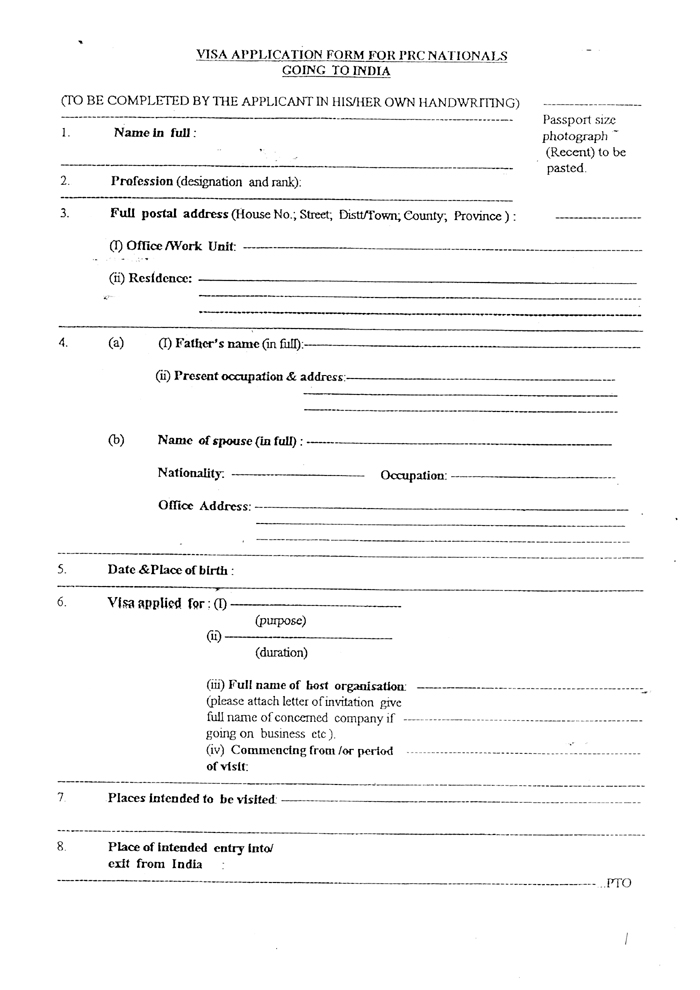 VISA APPLICATION FORM FOR PRC NATIONALS
GOING TO INDIA
(TO BE COMPLETED BY THE APPLICANT IN HIS/HER OWN HANDWRITING)
Passport size
photograph
(Recent) to be
pasted.
1. Name in full :
2. Profession (designation and rank):
3. Full postal address (House No.; Street; Distt/Town; County; Province ) :
(I) Office /Work Unit:
(ii) Residence:
4. (a) (I) Father's name (in full):
(ii) Present occupation & address:
(b) Name of spouse (in full) :
Nationality: Occupation:
Office Address:
5. Date &Place of birth :
6. Visa applied for : (I)
(purpose)
(ii)
(duration)
(iii) Full name of host organisation:
(please attach letter of invitation give
full name of concerned company if
going on business etc ).
(iv) Commencing from /or period
of visit:
7. Places intended to be visited:
8. Place of intended entry into/
exit from India :
...PTO